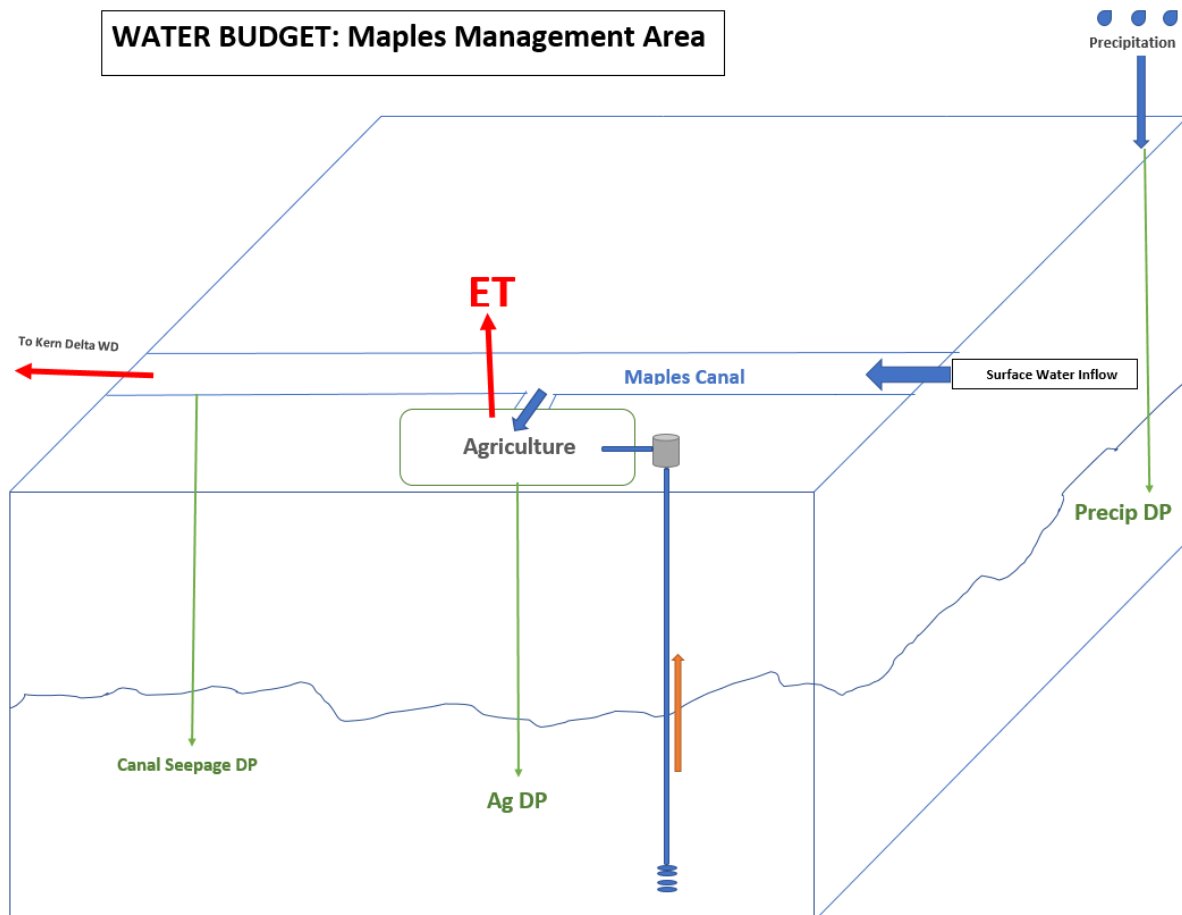 WATER BUDGET: Maples Management Area
Precipitation
ET
To Kern Delta WD
Maples Canal
Surface Water Inflow
Agriculture
Precip DP
Canal Seepage DP
Ag DP